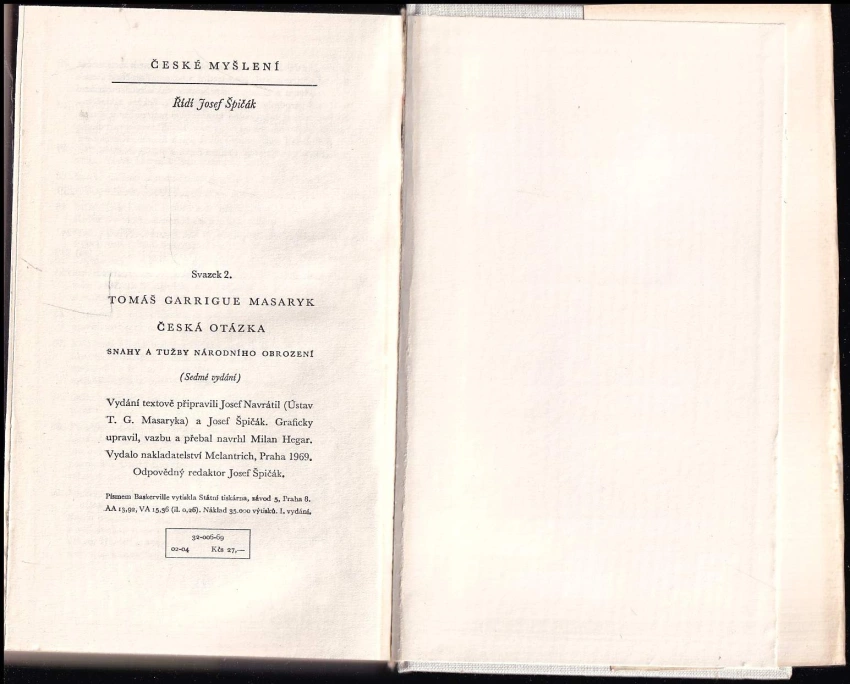 ČESKÉ MYŠLENÍ
Řídí Josef Špičák
Svazek 2.
TOMÁŠ GARRIGUE MASARYK
ČESKÁ OTÁZKA
SNAHY A TUŽBY NÁRODNÍHO OBROZENÍ
(Sedmé vydání)
Vydání textově připravili Josef Navrátil (Ústav
T. G. Masaryka) a Josef Špičák. Graficky
upravil, vazbu a přebal navrhl Milan Hegar.
Vydalo nakladatelství Melantrich, Praha 1969.
Odpovědný redaktor Josef Špičák.
Písmem Baskerville vytiskla Státní tiskárna, závod 5, Praha 8.
AA 13,92, VA 15,36 (il. 0,26). Náklad 35.000 výtisků. 1. vydání.
32-006-69
02-04 Kčs 27,—